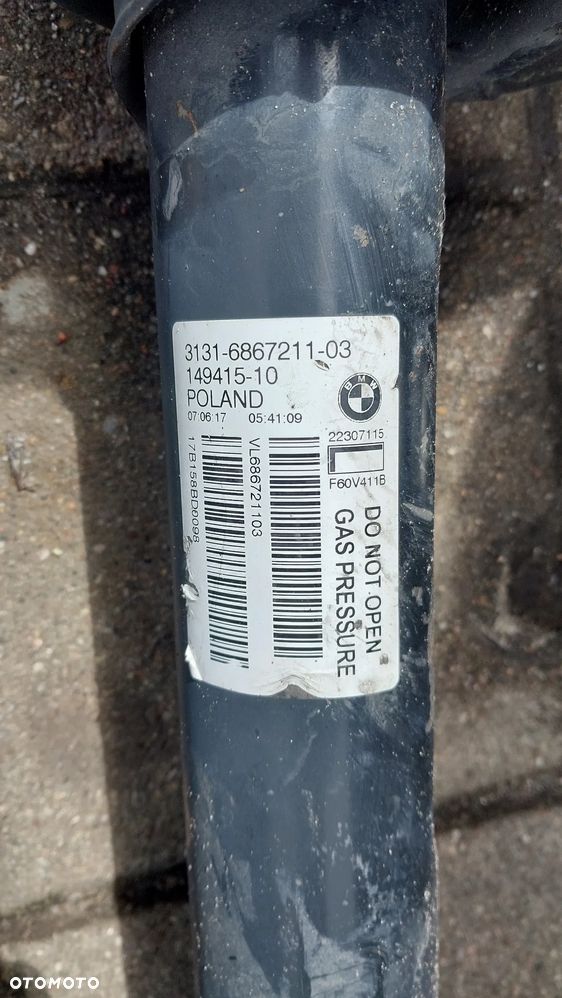 3131-6867211-03
149415-10
POLAND
07.06.17 05:41:09
BMW
22307115
L
F60V411B
17B158BD0098
VL686721103
DO NOT OPEN
GAS PRESSURE
OTOMOTO